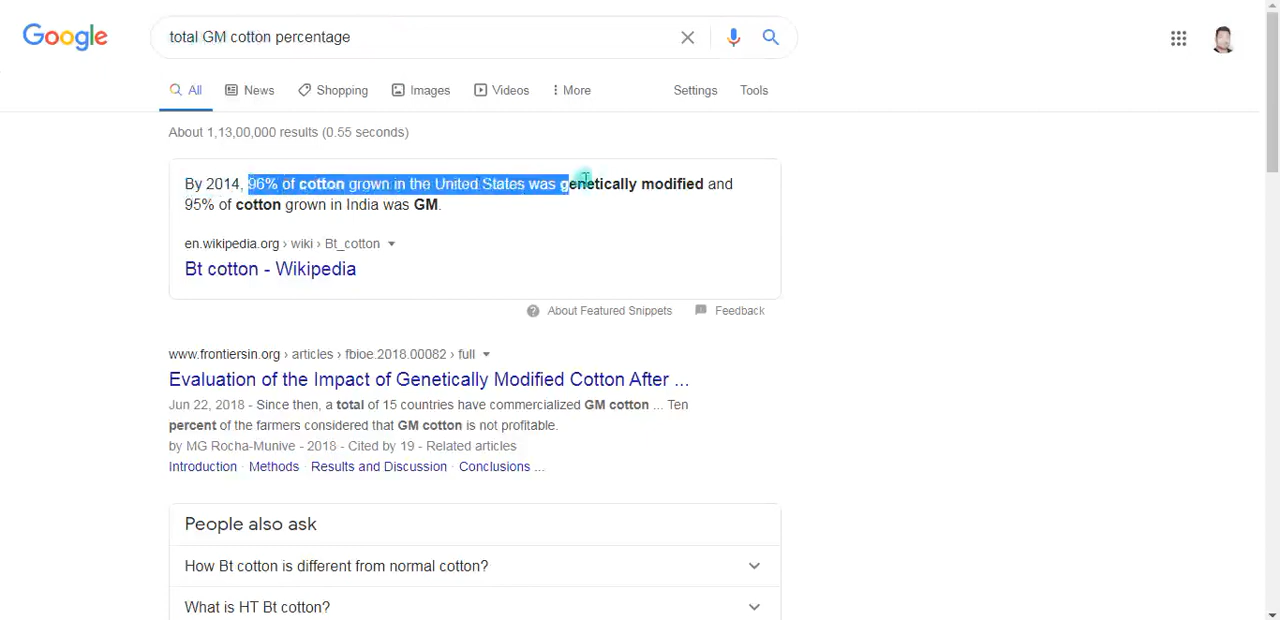 Google
total GM cotton percentage
All News Shopping Images Videos More Settings Tools
About 1,13,00,000 results (0.55 seconds)
By 2014, 96% of cotton grown in the United States was genetically modified and
95% of cotton grown in India was GM.
en.wikipedia.org › wiki › Bt_cotton
Bt cotton - Wikipedia
About Featured Snippets Feedback
www.frontiersin.org › articles › fbioe.2018.00082 › full
Evaluation of the Impact of Genetically Modified Cotton After ...
Jun 22, 2018 - Since then, a total of 15 countries have commercialized GM cotton ... Ten
percent of the farmers considered that GM cotton is not profitable.
by MG Rocha-Munive - 2018 - Cited by 19 - Related articles
Introduction · Methods · Results and Discussion · Conclusions ...
People also ask
How Bt cotton is different from normal cotton?
What is HT Bt cotton?